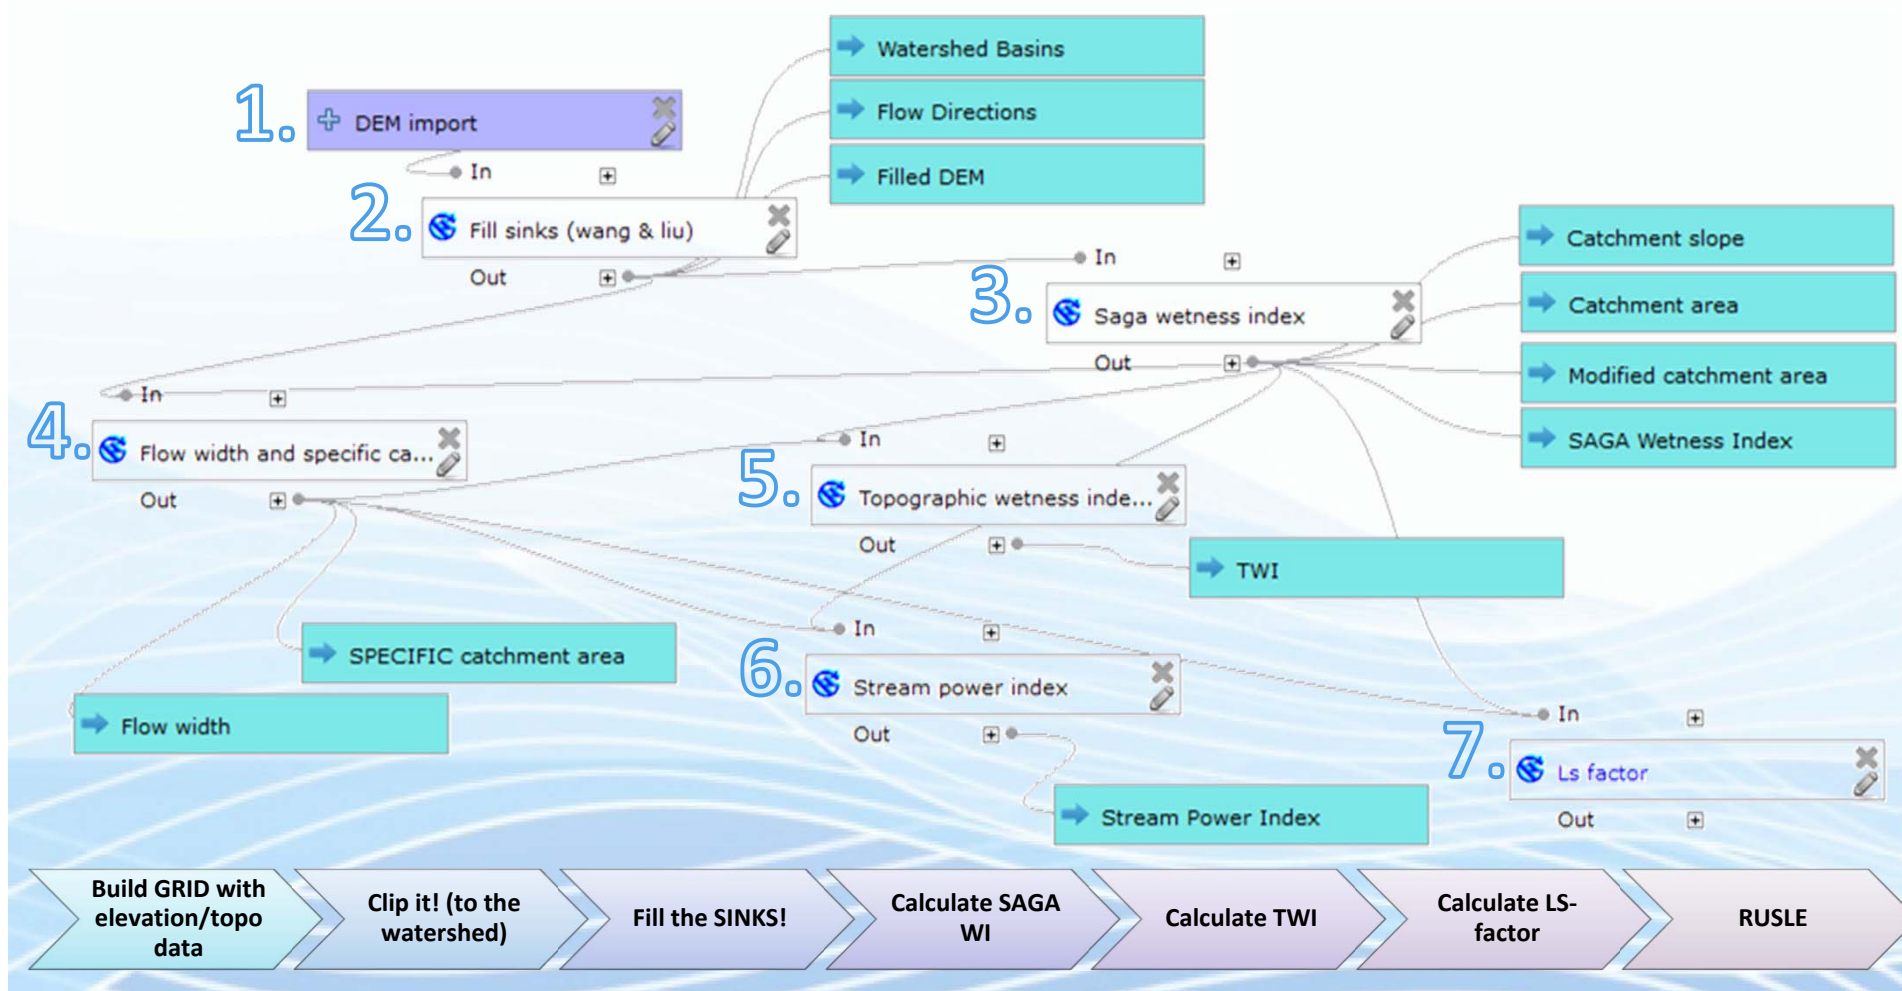 Watershed Basins
1.
DEM import
Flow Directions
In
Filled DEM
2.
Fill sinks (wang & liu)
Out
Catchment slope
In
3.
Saga wetness index
Catchment area
Out
Modified catchment area
In
SAGA Wetness Index
4.
Flow width and specific ca...
Out
In
5.
Topographic wetness inde...
Out
TWI
SPECIFIC catchment area
Flow width
In
6.
Stream power index
Out
Stream Power Index
In
7.
Ls factor
Out
Build GRID with
elevation/topo
data
Clip it! (to the
watershed)
Fill the SINKS!
Calculate SAGA
WI
Calculate TWI
Calculate LS-
factor
RUSLE